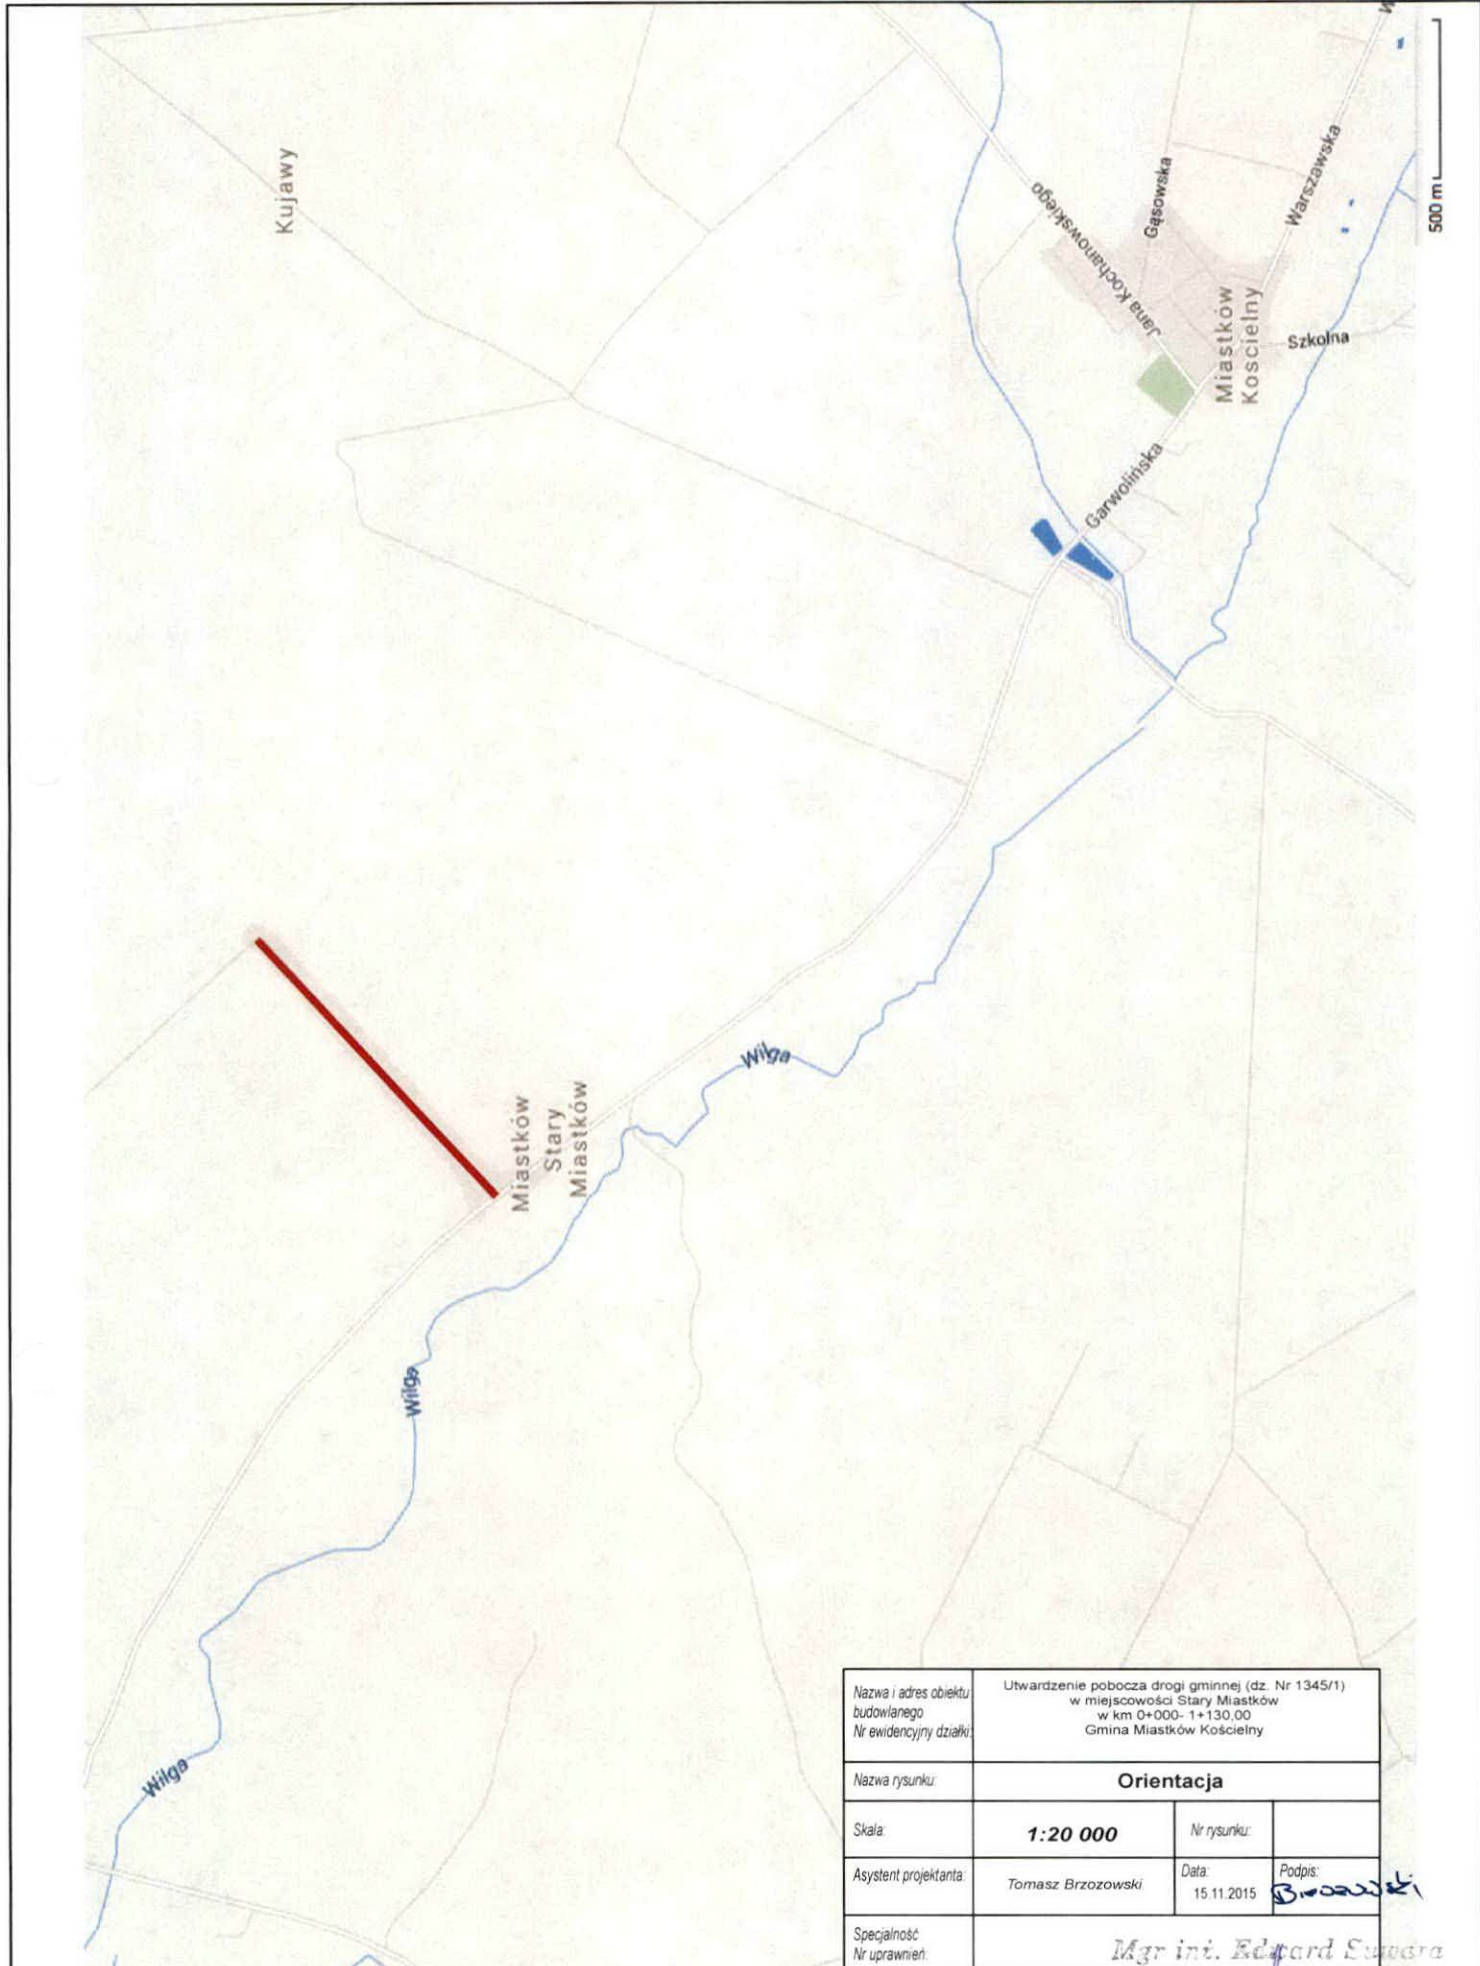 Kujawy
Jana Kochanowskiego
Gąsowska
Warszawska
W
500 m
Miastków
Koscielny
Szkolna
Garwolińska
Wilga
Miastków
Stary
Miastków
Wilga
Wilga
Nazwa i adres obiektu
budowlanego
Nr ewidencyjny działki:
Utwardzenie pobocza drogi gminnej (dz. Nr 1345/1)
w miejscowości Stary Miastków
w km 0+000- 1+130,00
Gmina Miastków Kościelny
Nazwa rysunku:
Orientacja
Skala:
1:20 000
Nr rysunku:
Asystent projektanta:
Tomasz Brzozowski
Data:
15.11.2015
Podpis:
Brzozowski
Specjalność
Nr uprawnień:
Mgr inż. Edward Suwara